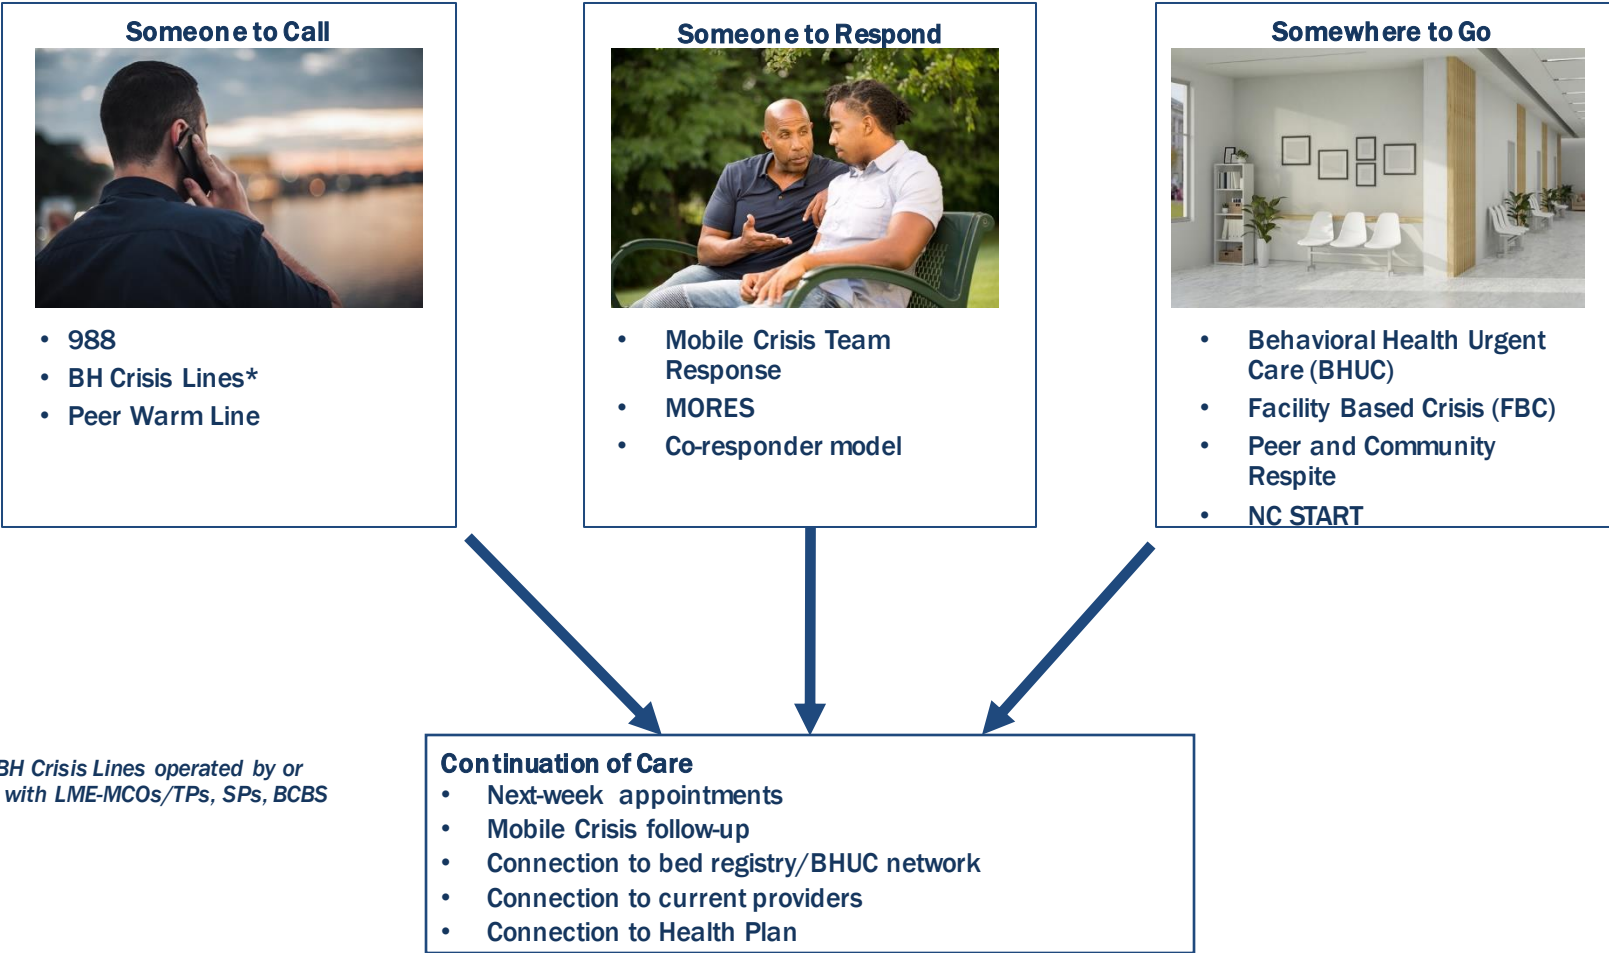 Someone to Call
• 988
• BH Crisis Lines*
• Peer Warm Line
Someone to Respond
• Mobile Crisis Team
Response
• MORES
• Co-responder model
Somewhere to Go
• Behavioral Health Urgent
Care (BHUC)
• Facility Based Crisis (FBC)
• Peer and Community
Respite
• NC START
BH Crisis Lines operated by or
with LME-MCOs/TPs, SPs, BCBS
Continuation of Care
• Next-week appointments
• Mobile Crisis follow-up
• Connection to bed registry/BHUC network
• Connection to current providers
• Connection to Health Plan